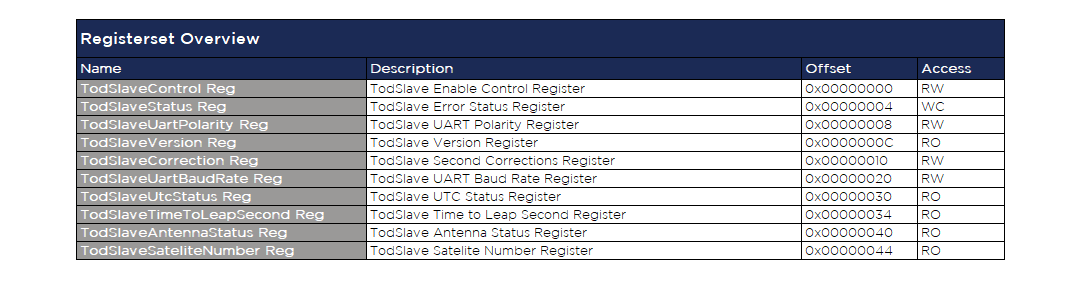 Registerset Overview
Name Description Offset Access
TodSlaveControl Reg TodSlave Enable Control Register 0x00000000 RW
TodSlaveStatus Reg TodSlave Error Status Register 0x00000004 WC
TodSlaveUartPolarity Reg TodSlave UART Polarity Register 0x00000008 RW
TodSlaveVersion Reg TodSlave Version Register 0x0000000C RO
TodSlaveCorrection Reg TodSlave Second Corrections Register 0x00000010 RW
TodSlaveUartBaudRate Reg TodSlave UART Baud Rate Register 0x00000020 RW
TodSlaveUtcStatus Reg TodSlave UTC Status Register 0x00000030 RO
TodSlaveTimeToLeapSecond Reg TodSlave Time to Leap Second Register 0x00000034 RO
TodSlaveAntennaStatus Reg TodSlave Antenna Status Register 0x00000040 RO
TodSlaveSateliteNumber Reg TodSlave Satelite Number Register 0x00000044 RO